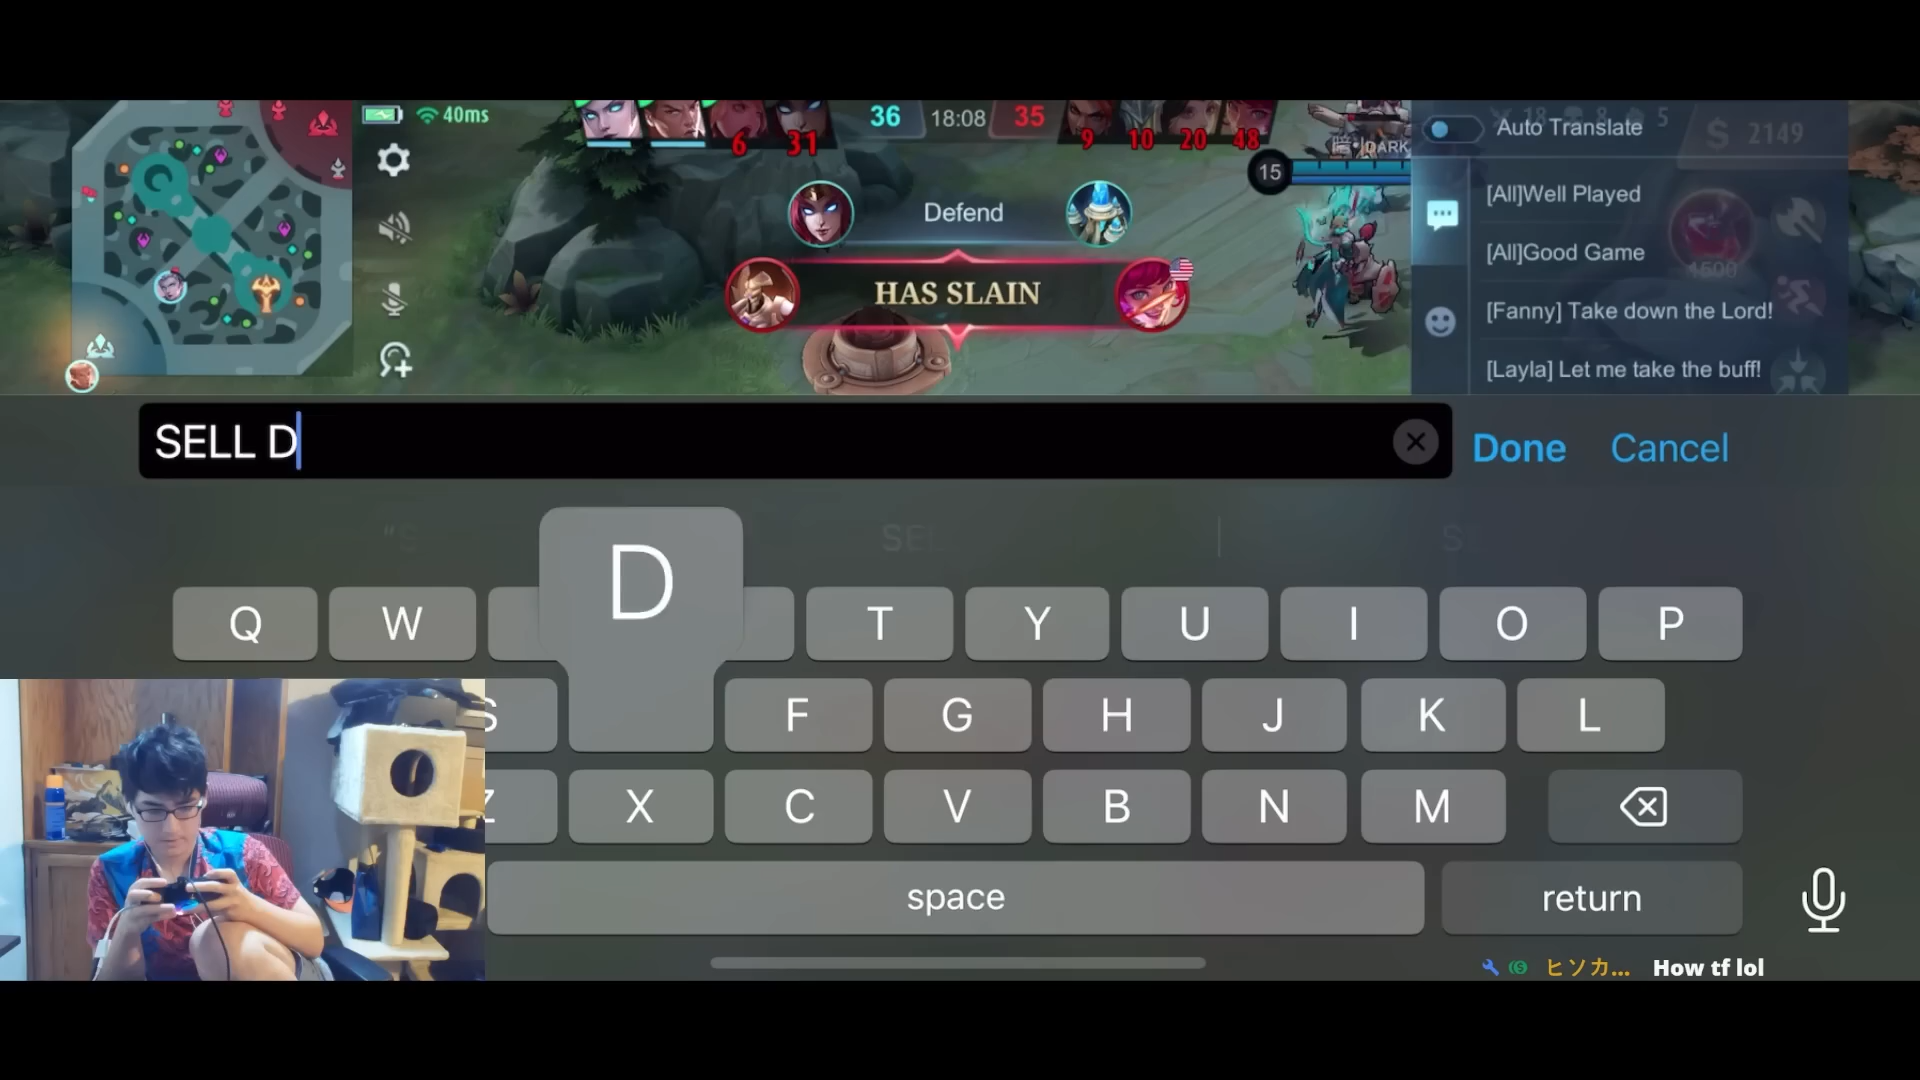 40ms
36 18:08 35
6 31 9 10 20 48
Auto Translate
2149
15
Defend
HAS SLAIN
[All]Well Played
[All]Good Game
[Fanny] Take down the Lord!
[Layla] Let me take the buff!
SELL D
Done Cancel
D
Q W T Y U I O P
S F G H J K L
Z X C V B N M
space return
ヒソカ... How tf lol